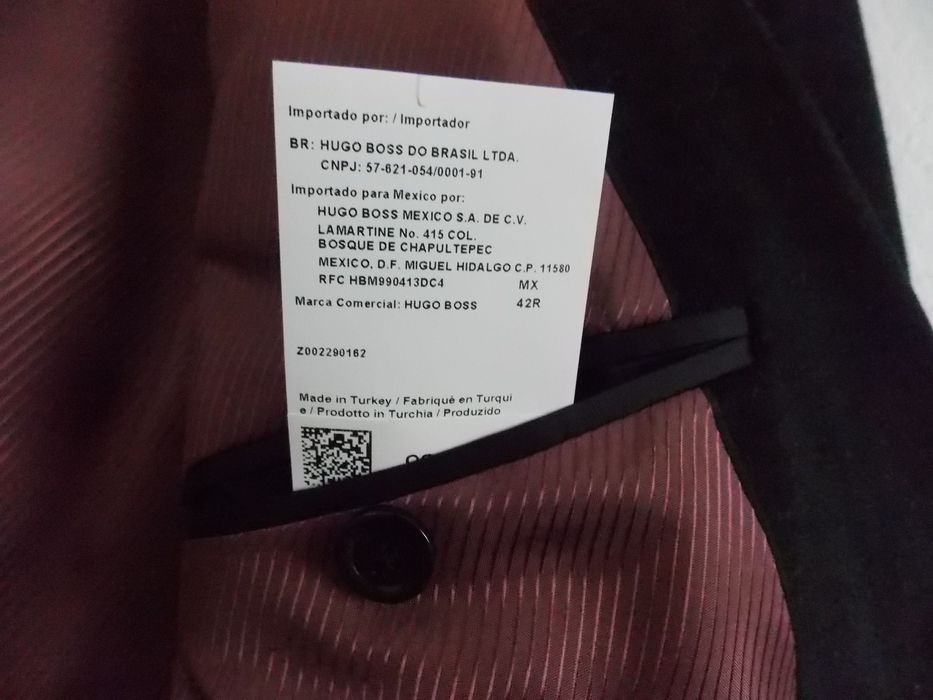 Importado por: / Importador
BR: HUGO BOSS DO BRASIL LTDA.
CNPJ: 57-621-054/0001-91
Importado para Mexico por:
HUGO BOSS MEXICO S.A. DE C.V.
LAMARTINE No. 415 COL.
BOSQUE DE CHAPULTEPEC
MEXICO, D.F. MIGUEL HIDALGO C.P. 11580
RFC HBM990413DC4 MX
Marca Comercial: HUGO BOSS 42R
Z002290162
Made in Turkey / Fabriqué en Turqui
e / Prodotto in Turchia / Produzido